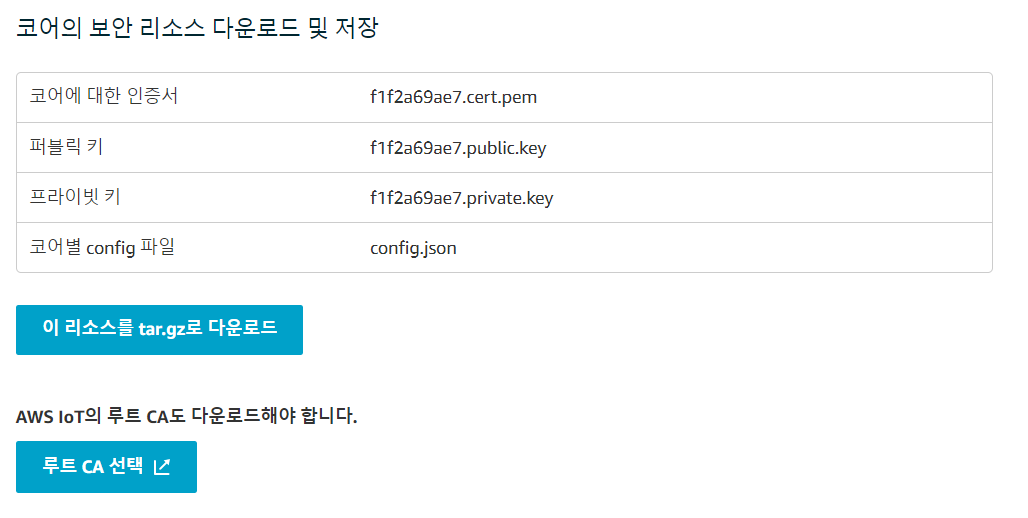 코어의 보안 리소스 다운로드 및 저장
코어에 대한 인증서 f1f2a69ae7.cert.pem
퍼블릭 키 f1f2a69ae7.public.key
프라이빗 키 f1f2a69ae7.private.key
코어별 config 파일 config.json
이 리소스를 tar.gz로 다운로드
AWS IoT의 루트 CA도 다운로드해야 합니다.
루트 CA 선택